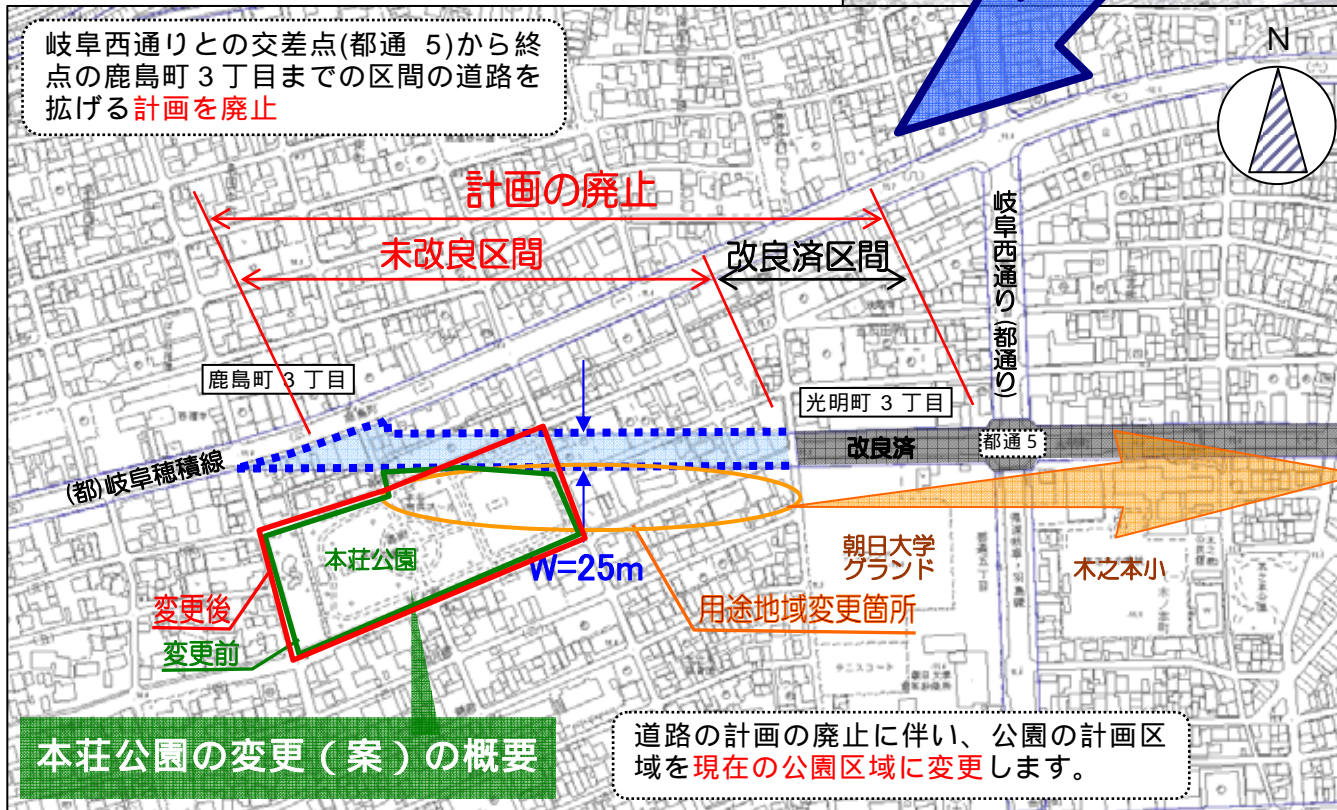 岐阜西通りとの交差点(都通 5)から終
点の鹿島町３丁目までの区間の道路を
拡げる計画を廃止
N
計画の廃止
未改良区間
改良済区間
岐阜西通り(都通り)
鹿島町３丁目
光明町３丁目
(都)岐阜穂積線
改良済
都通５
本荘公園
W=25m
朝日大学
グランド
木之本小
変更後
変更前
用途地域変更箇所
テニスコート
本荘公園の変更（案）の概要
道路の計画の廃止に伴い、公園の計画区
域を現在の公園区域に変更します。